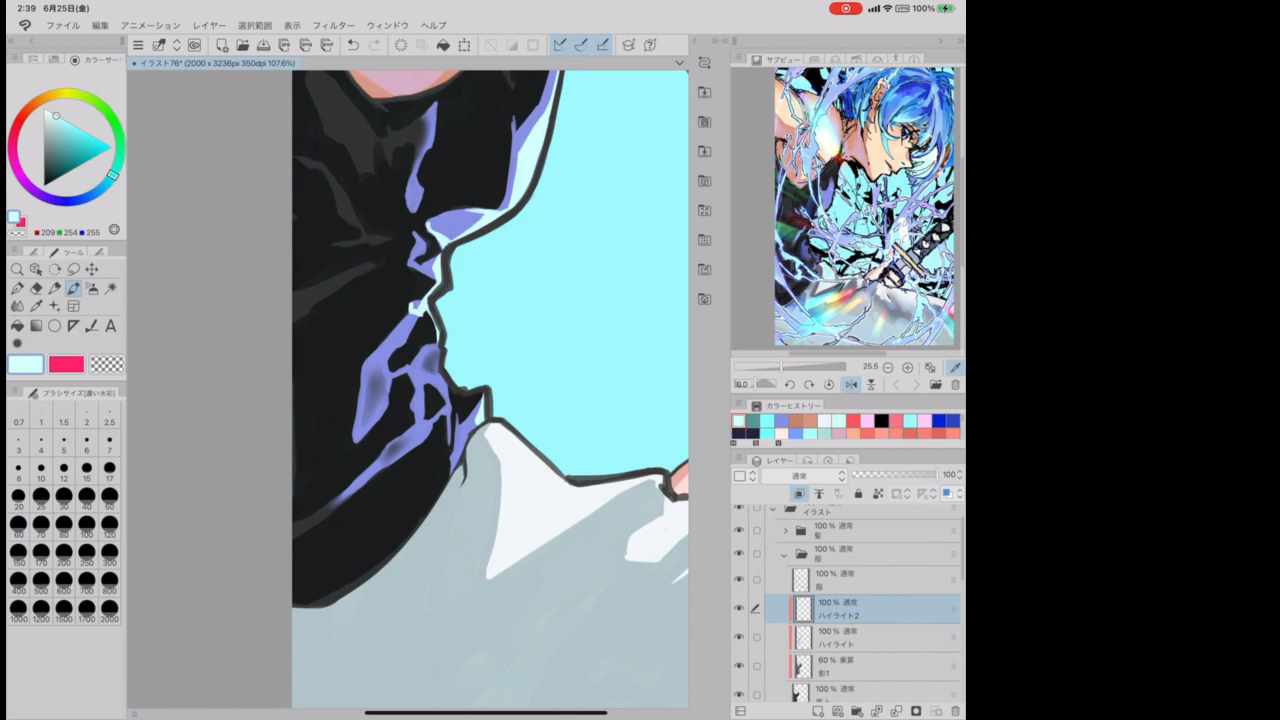 2:39 6月25日(金)
VPN 100%
ファイル 編集 アニメーション レイヤー 選択範囲 表示 フィルター ウィンドウ ヘルプ
イラスト76* (2000 x 3236px 350dpi 107.6%)
カラーサー
サブビュー
209 254 255
ツール
A
25.5
0.0
カラーヒストリー
H S V
ブラシサイズ[濃い水彩]
0.7 1 1.5 2 2.5
3 4 5 6 7
8 10 12 15 17
20 25 30 40 50
60 70 80 100 120
150 170 200 250 300
400 500 600 700 800
1000 1200 1500 1700 2000
レイヤー
通常 100
イラスト
100 % 通常
髪
100 % 通常
服
100 % 通常
服
100 % 通常
ハイライト2
100 % 通常
ハイライト
60 % 乗算
影1
100 % 通常